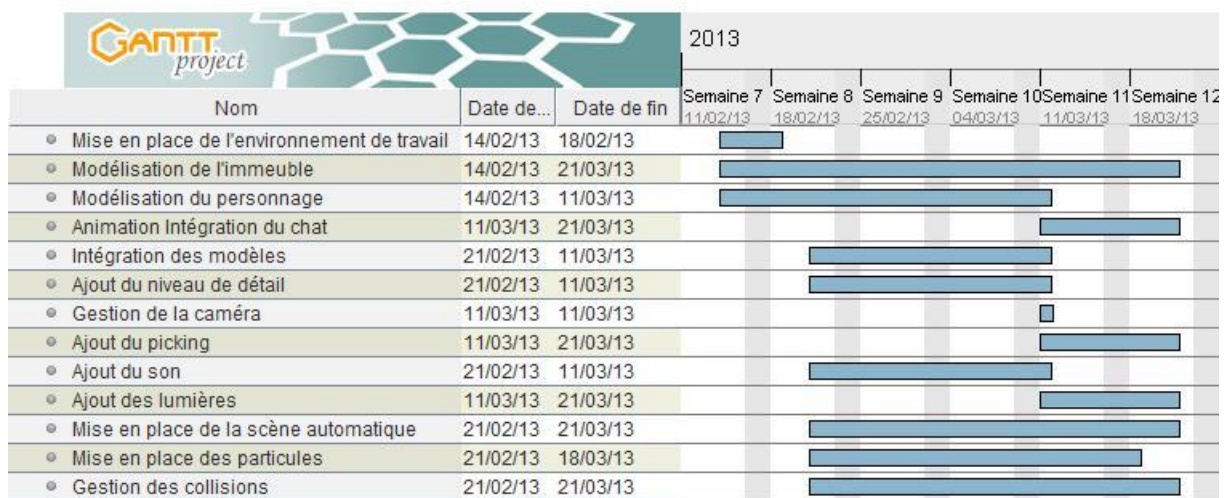 GANTT
project
2013
Nom Date de... Date de fin
Semaine 7 Semaine 8 Semaine 9 Semaine 10 Semaine 11 Semaine 12
11/02/13 18/02/13 25/02/13 04/03/13 11/03/13 18/03/13
Mise en place de l'environnement de travail 14/02/13 18/02/13
Modélisation de l'immeuble 14/02/13 21/03/13
Modélisation du personnage 14/02/13 11/03/13
Animation Intégration du chat 11/03/13 21/03/13
Intégration des modèles 21/02/13 11/03/13
Ajout du niveau de détail 21/02/13 11/03/13
Gestion de la caméra 11/03/13 11/03/13
Ajout du picking 11/03/13 21/03/13
Ajout du son 21/02/13 11/03/13
Ajout des lumières 11/03/13 21/03/13
Mise en place de la scène automatique 21/02/13 21/03/13
Mise en place des particules 21/02/13 18/03/13
Gestion des collisions 21/02/13 21/03/13